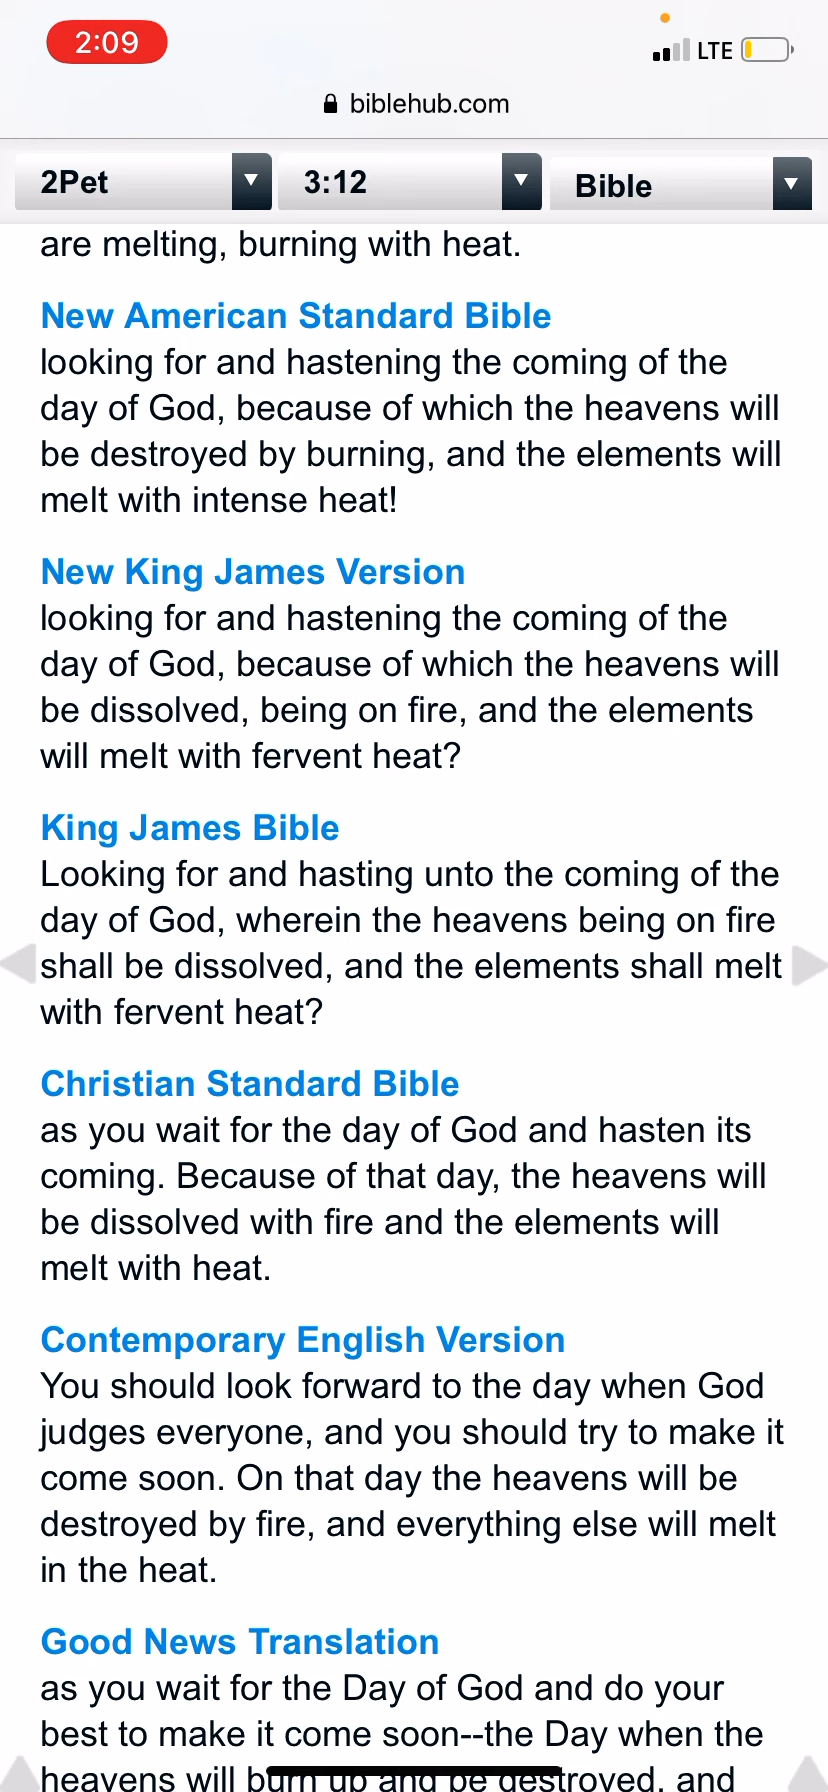 2:09
LTE
biblehub.com
2Pet
3:12
Bible
are melting, burning with heat.
New American Standard Bible
looking for and hastening the coming of the
day of God, because of which the heavens will
be destroyed by burning, and the elements will
melt with intense heat!
New King James Version
looking for and hastening the coming of the
day of God, because of which the heavens will
be dissolved, being on fire, and the elements
will melt with fervent heat?
King James Bible
Looking for and hasting unto the coming of the
day of God, wherein the heavens being on fire
shall be dissolved, and the elements shall melt
with fervent heat?
Christian Standard Bible
as you wait for the day of God and hasten its
coming. Because of that day, the heavens will
be dissolved with fire and the elements will
melt with heat.
Contemporary English Version
You should look forward to the day when God
judges everyone, and you should try to make it
come soon. On that day the heavens will be
destroyed by fire, and everything else will melt
in the heat.
Good News Translation
as you wait for the Day of God and do your
best to make it come soon--the Day when the
heavens will burn up and be destroyed, and